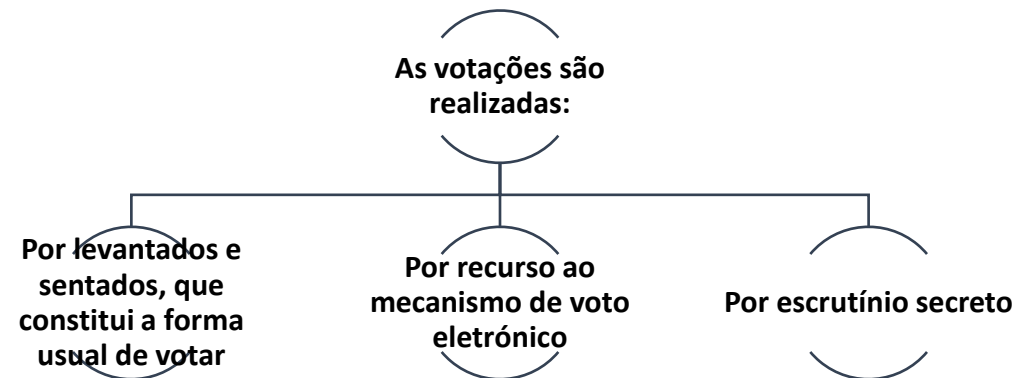 As votações são
realizadas:
Por levantados e
sentados, que
constitui a forma
usual de votar
Por recurso ao
mecanismo de voto
eletrónico
Por escrutínio secreto